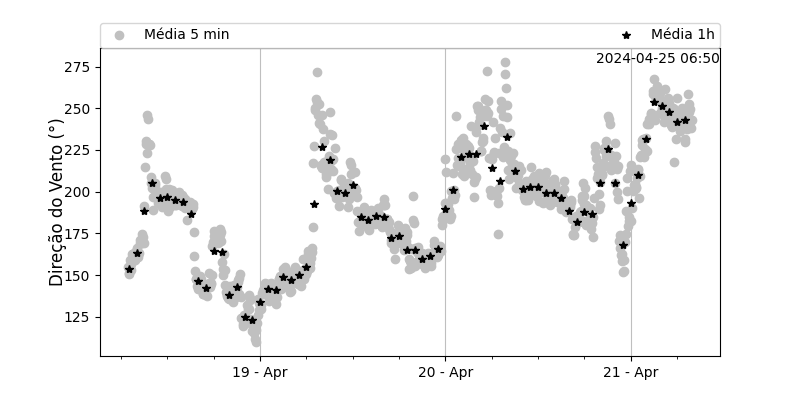 Média 5 min
Média 1h
2024-04-25 06:50
275
250
225
200
175
150
125
Direção do Vento (°)
19 - Apr
20 - Apr
21 - Apr